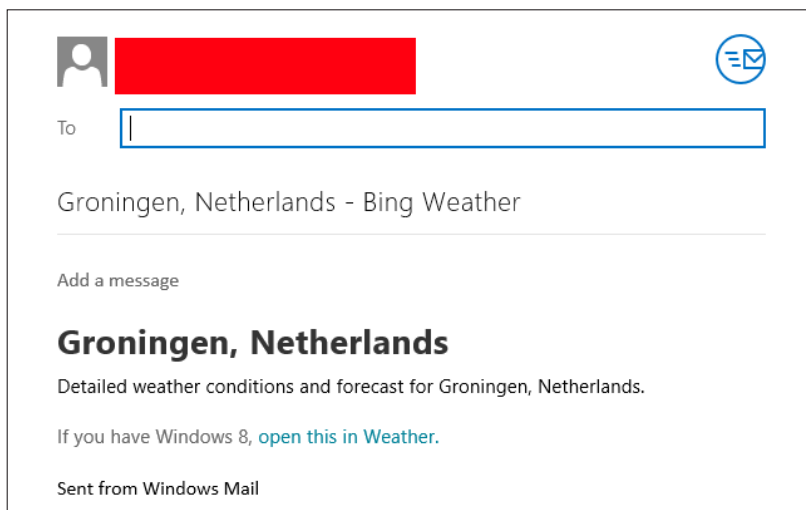 To
Groningen, Netherlands - Bing Weather
Add a message
Groningen, Netherlands
Detailed weather conditions and forecast for Groningen, Netherlands.
If you have Windows 8, open this in Weather.
Sent from Windows Mail